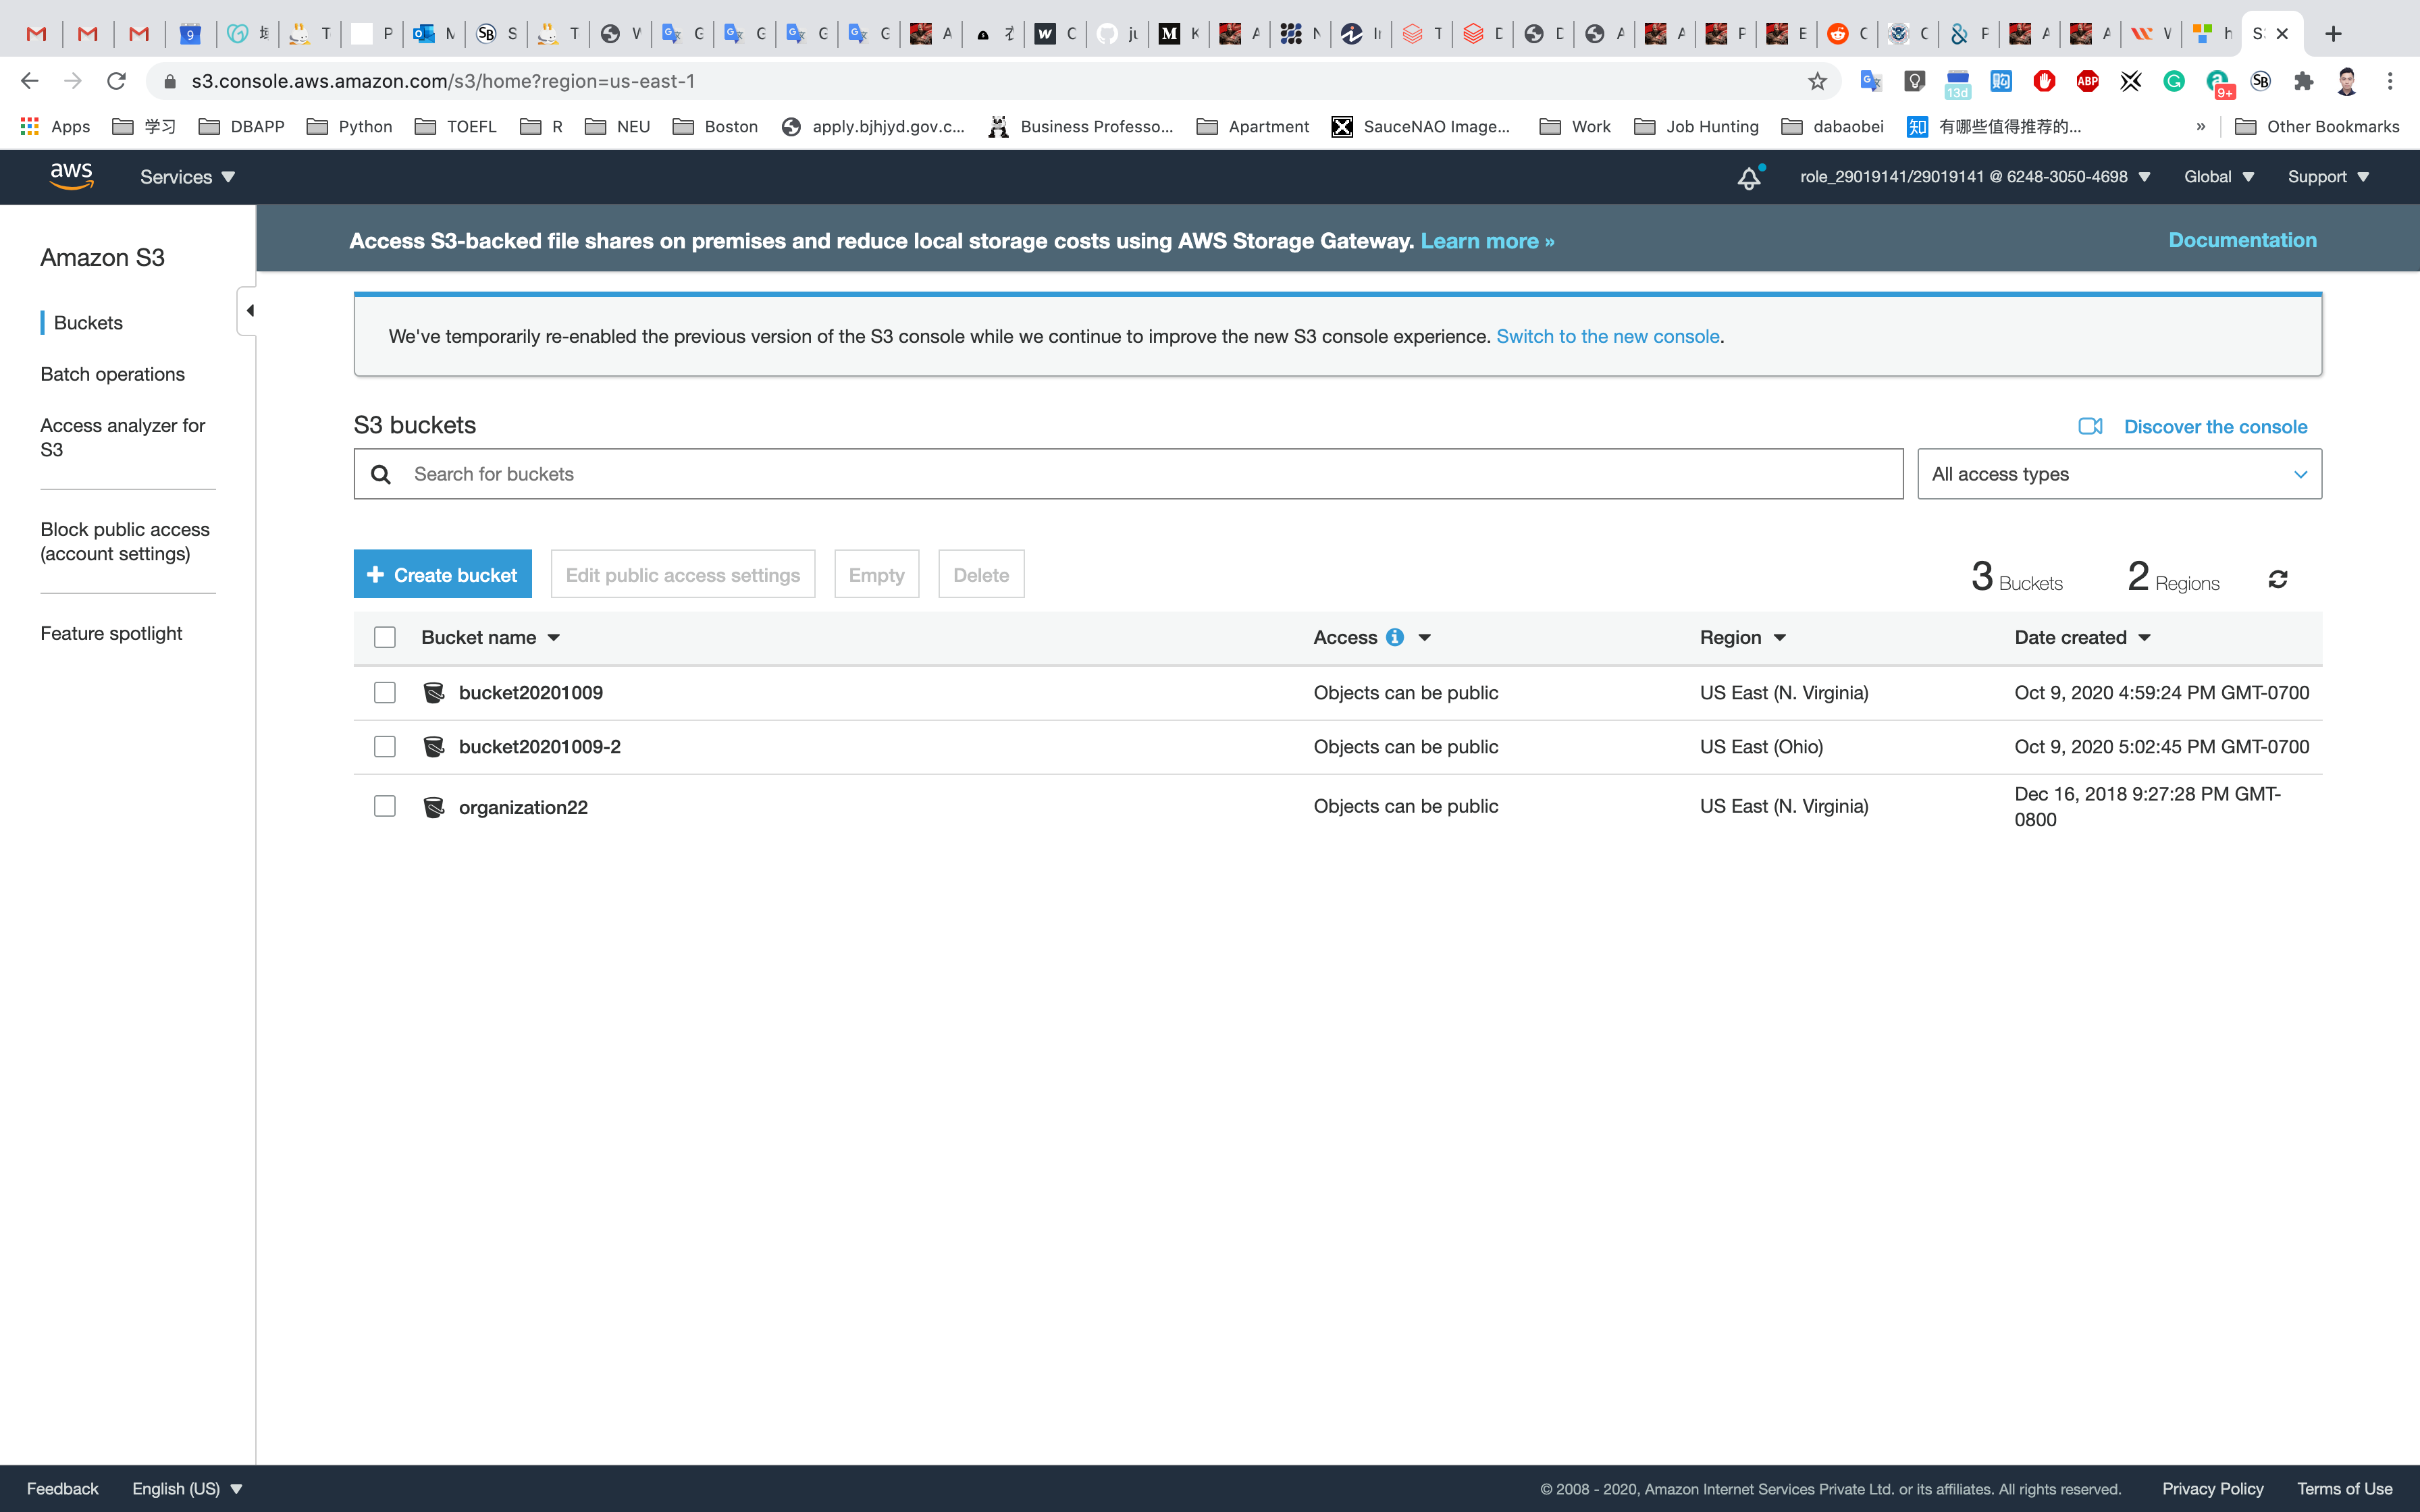 s3.console.aws.amazon.com/s3/home?region=us-east-1
13d
ABP
9+
Apps 学习 DBAPP Python TOEFL R NEU Boston apply.bjhjyd.gov.c... Business Professo... Apartment SauceNAO Image... Work Job Hunting dabaobei 知 有哪些值得推荐的... » Other Bookmarks
aws Services role_29019141/29019141 @ 6248-3050-4698 Global Support
Access S3-backed file shares on premises and reduce local storage costs using AWS Storage Gateway. Learn more » Documentation
Amazon S3
Buckets
Batch operations
Access analyzer for
S3
Block public access
(account settings)
Feature spotlight
We've temporarily re-enabled the previous version of the S3 console while we continue to improve the new S3 console experience. Switch to the new console.
S3 buckets Discover the console
Search for buckets All access types
Create bucket Edit public access settings Empty Delete 3 Buckets 2 Regions
Bucket name Access Region Date created
bucket20201009 Objects can be public US East (N. Virginia) Oct 9, 2020 4:59:24 PM GMT-0700
bucket20201009-2 Objects can be public US East (Ohio) Oct 9, 2020 5:02:45 PM GMT-0700
organization22 Objects can be public US East (N. Virginia) Dec 16, 2018 9:27:28 PM GMT-
0800
Feedback English (US) © 2008 - 2020, Amazon Internet Services Private Ltd. or its affiliates. All rights reserved. Privacy Policy Terms of Use